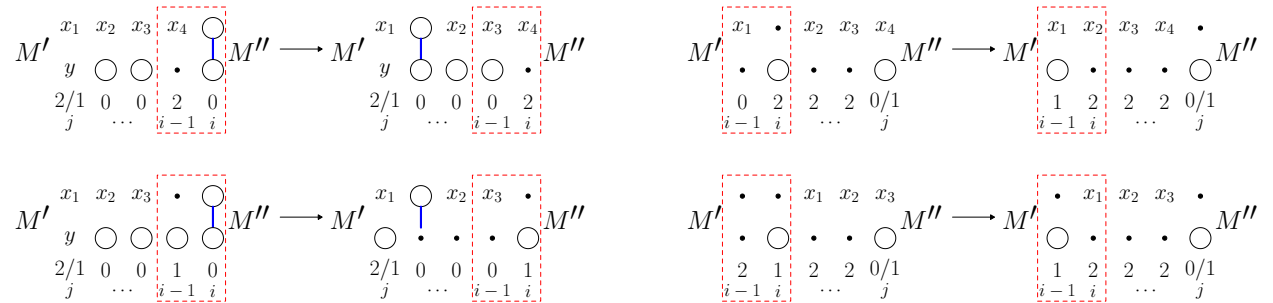 x₁ x₂ x₃ x₄ x₁ x₂ x₃ x₄ x₁ x₄ x₁ x₂ x₃ x₄
M′ M″ M′ M″ M′ M″ M′ M″
y y
2/1 0 0 2 0 2/1 0 0 0 2 0 2 2 2 0/1 1 2 2 2 0/1
j ⋯ i−1 i j ⋯ i−1 i i−1 i ⋯ j i−1 i ⋯ j
x₁ x₂ x₃ x₁ x₂ x₃ x₁ x₂ x₃ x₁ x₂ x₃
M′ M″ M′ M″ M′ M″ M′ M″
y
2/1 0 0 1 0 2/1 0 0 0 1 2 1 2 2 0/1 1 2 2 2 0/1
j ⋯ i−1 i j ⋯ i−1 i i−1 i ⋯ j i−1 i ⋯ j